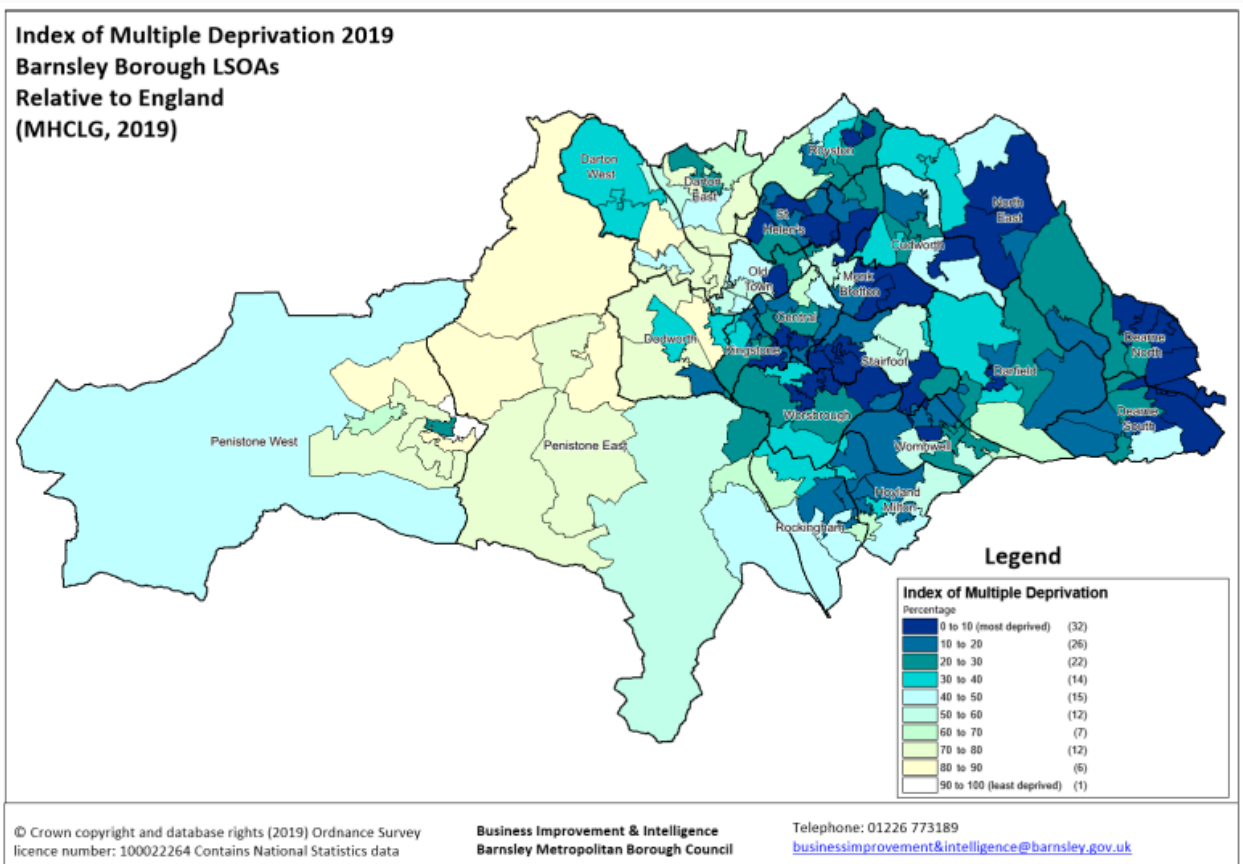 Index of Multiple Deprivation 2019
Barnsley Borough LSOAs
Relative to England
(MHCLG, 2019)
Royston
Darton
West
Darton
East
North
East
St
Helen's
Cudworth
Old
Town
Monk
Bretton
Central
Dodworth
Kingstone
Stairfoot
Dearne
North
Darfield
Worsbrough
Dearne
South
Penistone West
Penistone East
Wombwell
Hoyland
Milton
Rockingham
Legend
Index of Multiple Deprivation
Percentage
0 to 10 (most deprived) (32)
10 to 20 (26)
20 to 30 (22)
30 to 40 (14)
40 to 50 (15)
50 to 60 (12)
60 to 70 (7)
70 to 80 (12)
80 to 90 (6)
90 to 100 (least deprived) (1)
© Crown copyright and database rights (2019) Ordnance Survey
licence number: 100022264 Contains National Statistics data
Business Improvement & Intelligence
Barnsley Metropolitan Borough Council
Telephone: 01226 773189
businessimprovement&intelligence@barnsley.gov.uk